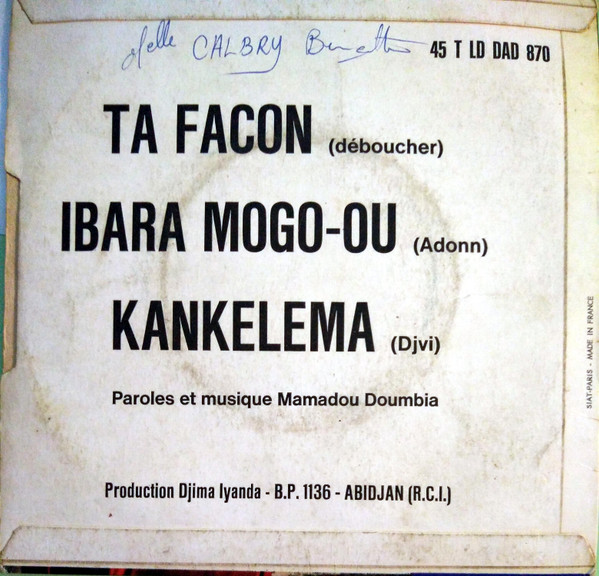 Melle CALBRY
45 T LD DAD 870
TA FACON (déboucher)
IBARA MOGO-OU (Adonn)
KANKELEMA (Djvi)
Paroles et musique Mamadou Doumbia
Production Djima Iyanda - B.P. 1136 - ABIDJAN (R.C.I.)
SIAT-PARIS - MADE IN FRANCE